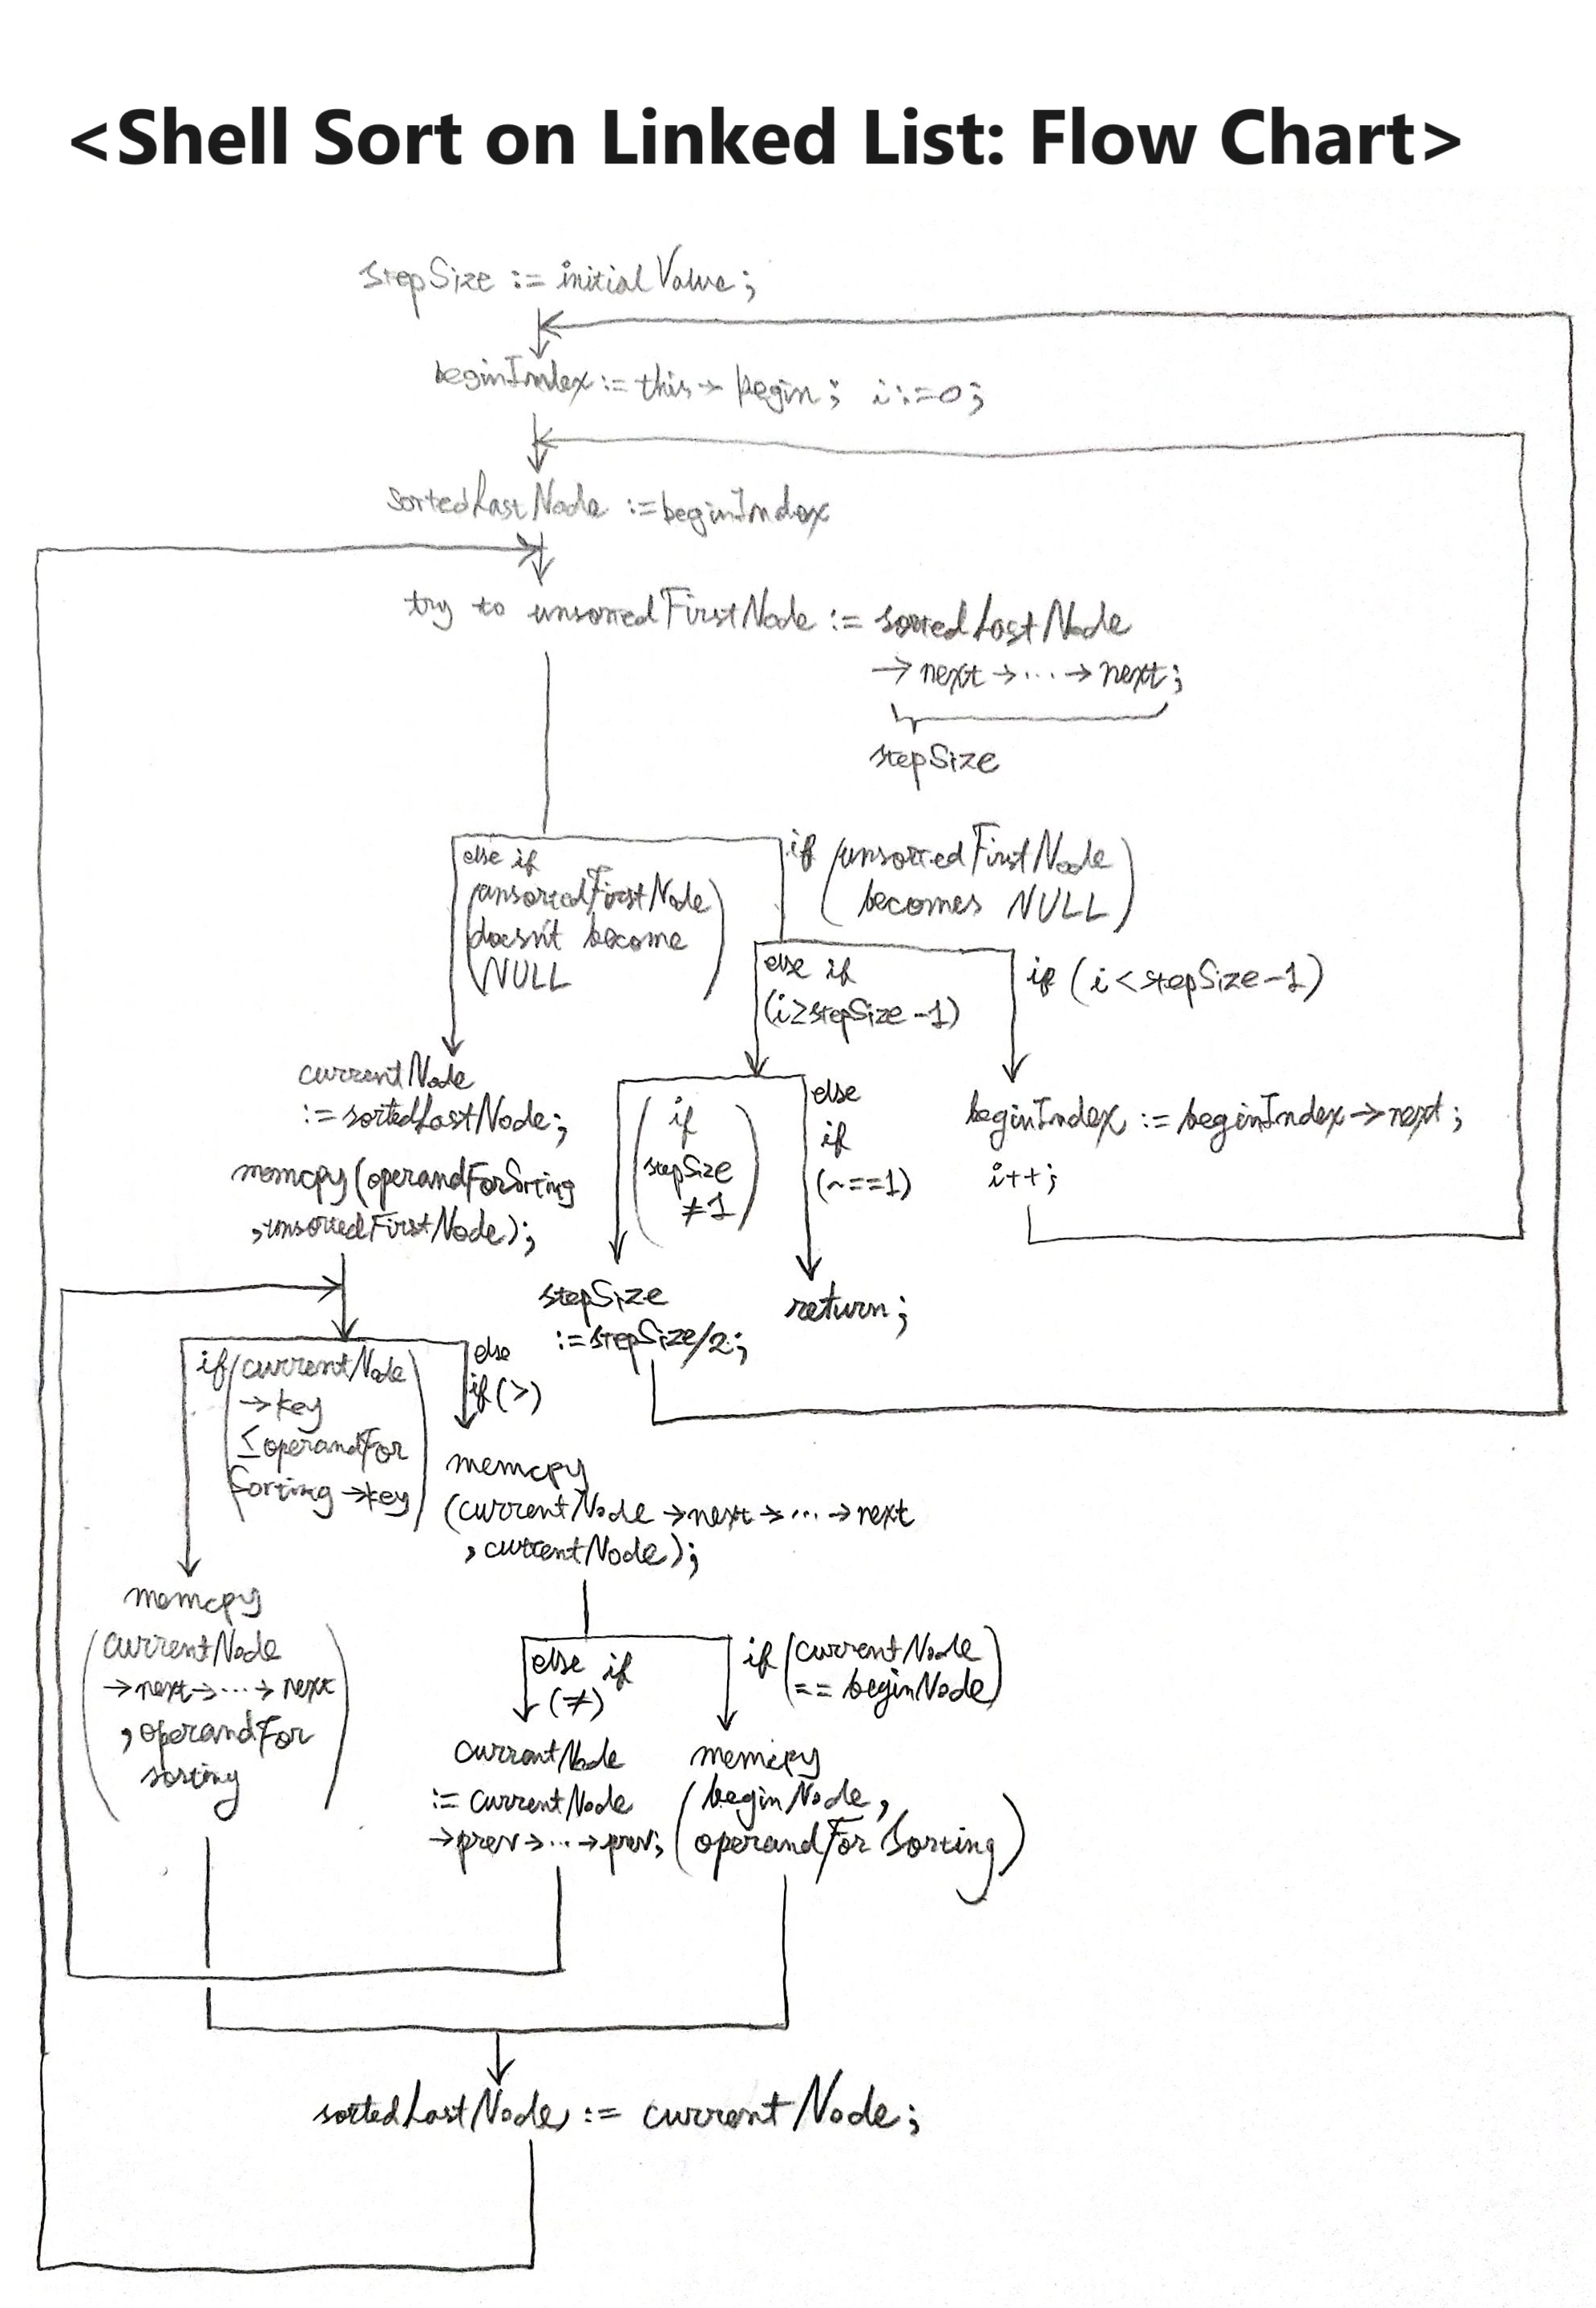 <Shell Sort on Linked List: Flow Chart>
stepSize := initialValue;
beginIndex := this→begin; i:=0;
sortedLastNode :=beginIndex
try to unsortedFirstNode := sortedLastNode
→next→···→next;
stepSize
else if
(unsortedFirstNode
doesn't become
NULL)
if (unsortedFirstNode
becomes NULL)
else if
(i≥stepSize-1)
if (i<stepSize-1)
currentNode
:=sortedLastNode;
memcpy(operandForSorting
,unsortedFirstNode);
(if
stepSize
≠1)
else
if
(~==1)
beginIndex := beginIndex→next;
i++;
stepSize
:=stepSize/2;
return;
if(currentNode
→key
≤operandFor
Sorting→key)
else
if(>)
memcpy
(currentNode→next→···→next
,currentNode);
memcpy
(currentNode
→next→···→next
,operandFor
sorting)
else if
(≠)
if (currentNode
==beginNode)
currentNode
:= currentNode
→prev→···→prev;
memcpy
(beginNode,
operandForSorting)
sortedLastNode := currentNode;